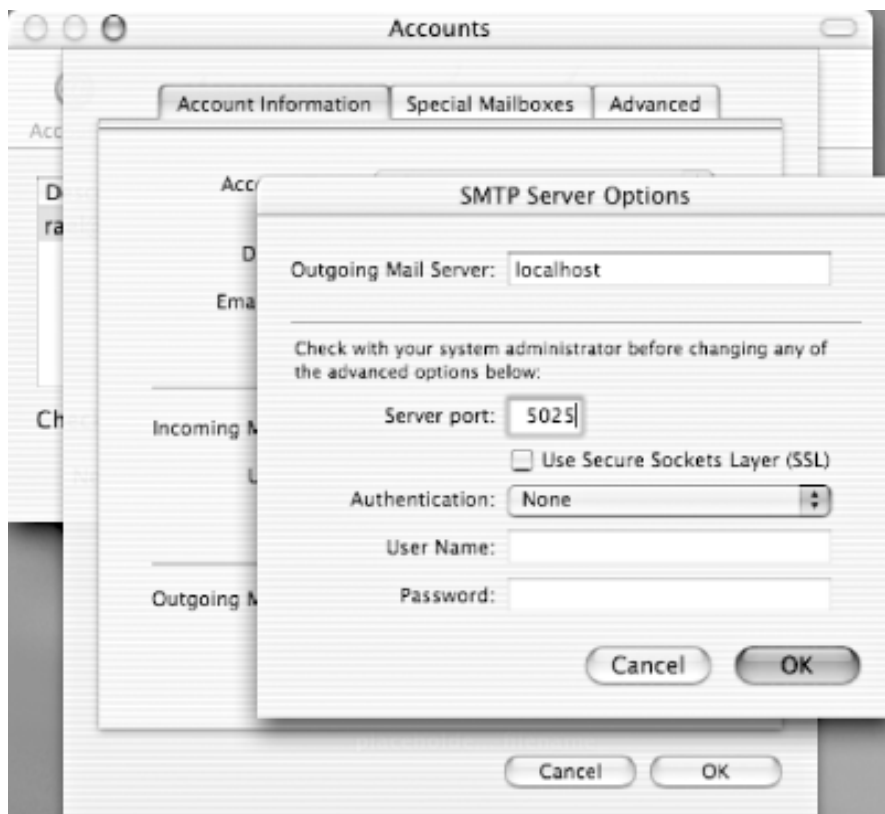 Accounts
Account Information Special Mailboxes Advanced
SMTP Server Options
Outgoing Mail Server: localhost
Check with your system administrator before changing any of
the advanced options below:
Server port: 5025
Incoming
Use Secure Sockets Layer (SSL)
Authentication: None
User Name:
Outgoing
Password:
Cancel OK
Cancel OK